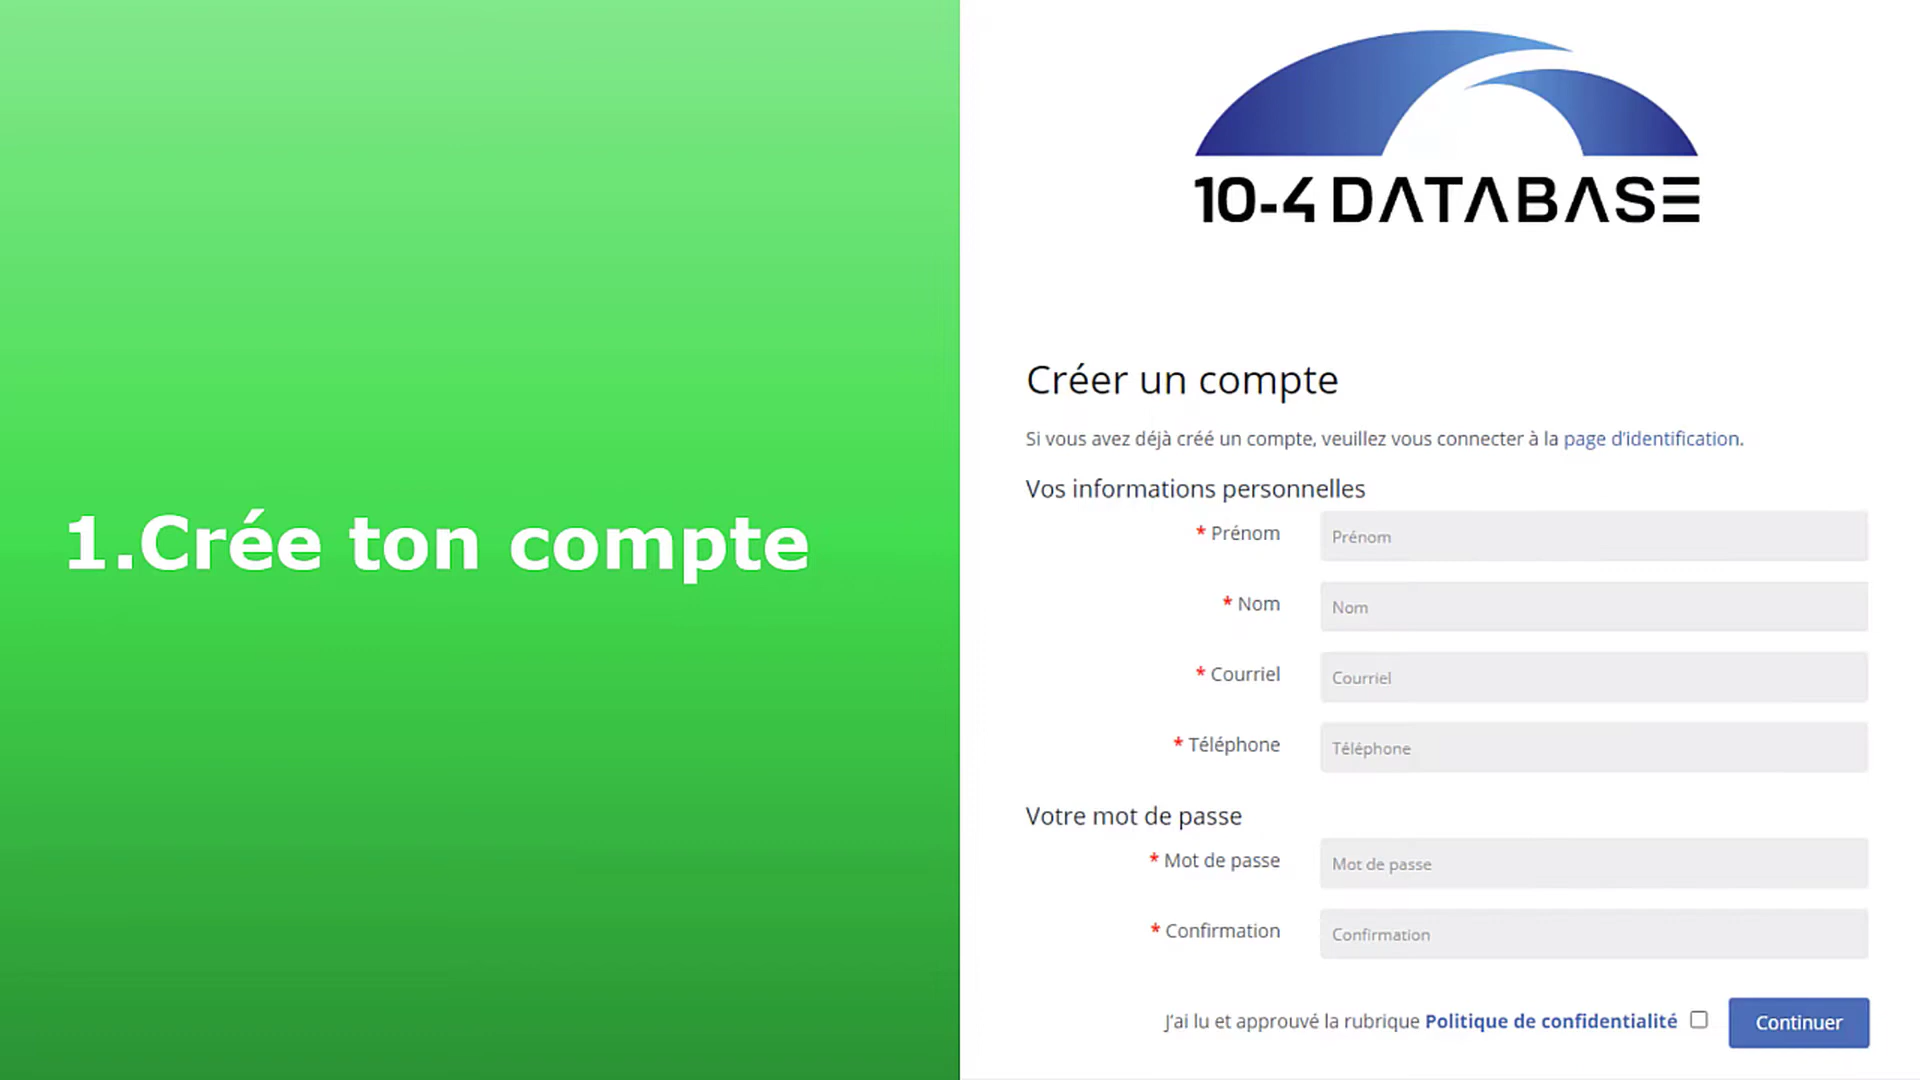 1.Crée ton compte
10-4 DATABASE
Créer un compte
Si vous avez déjà créé un compte, veuillez vous connecter à la page d'identification.
Vos informations personnelles
* Prénom
Prénom
* Nom
Nom
* Courriel
Courriel
* Téléphone
Téléphone
Votre mot de passe
* Mot de passe
Mot de passe
* Confirmation
Confirmation
J'ai lu et approuvé la rubrique Politique de confidentialité
Continuer